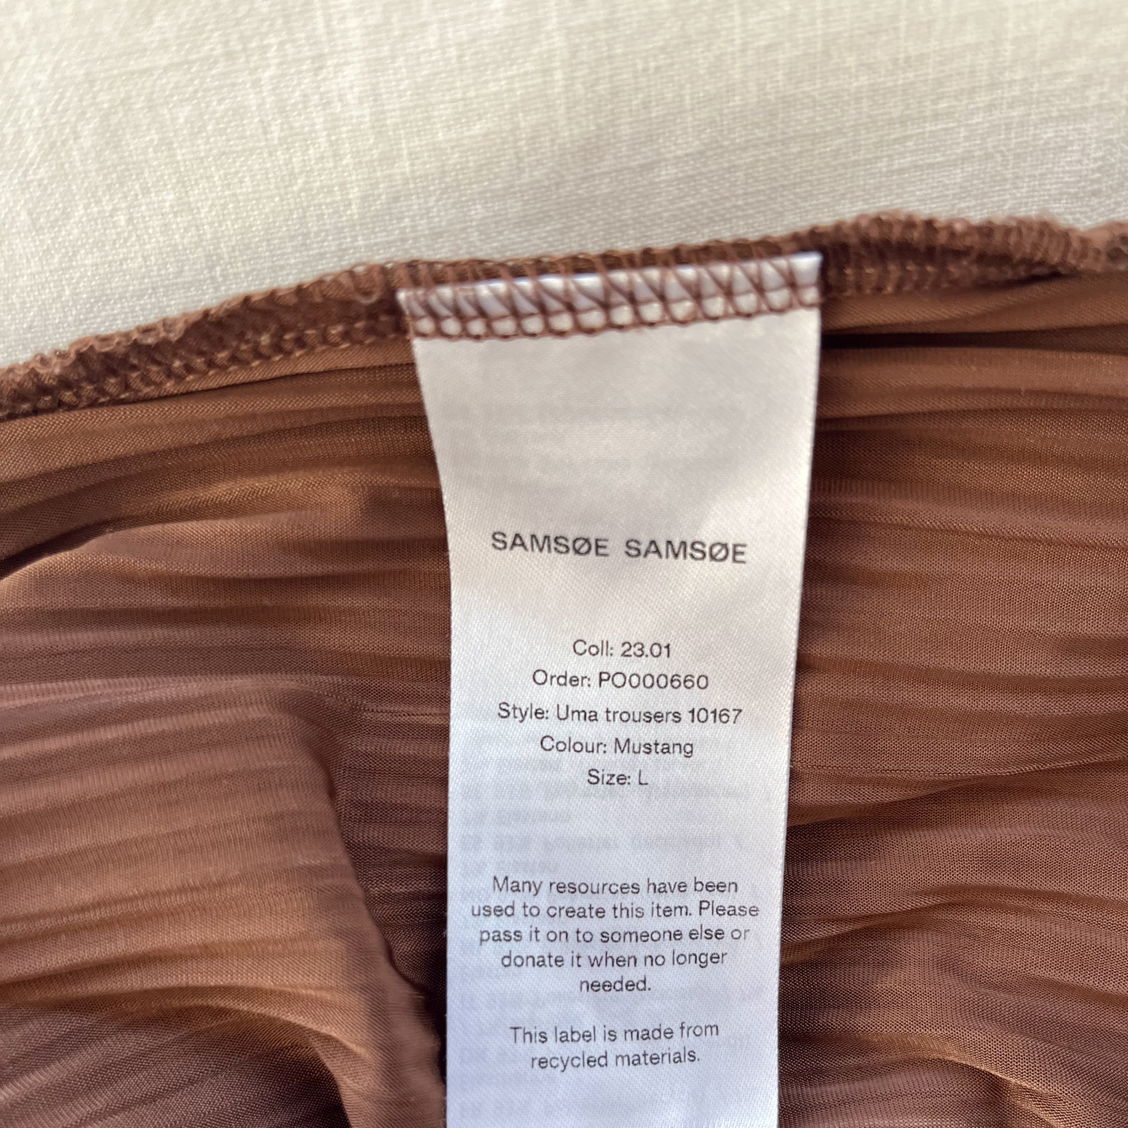 SAMSØE SAMSØE
Coll: 23.01
Order: PO000660
Style: Uma trousers 10167
Colour: Mustang
Size: L
Many resources have been
used to create this item. Please
pass it on to someone else or
donate it when no longer
needed.
This label is made from
recycled materials.